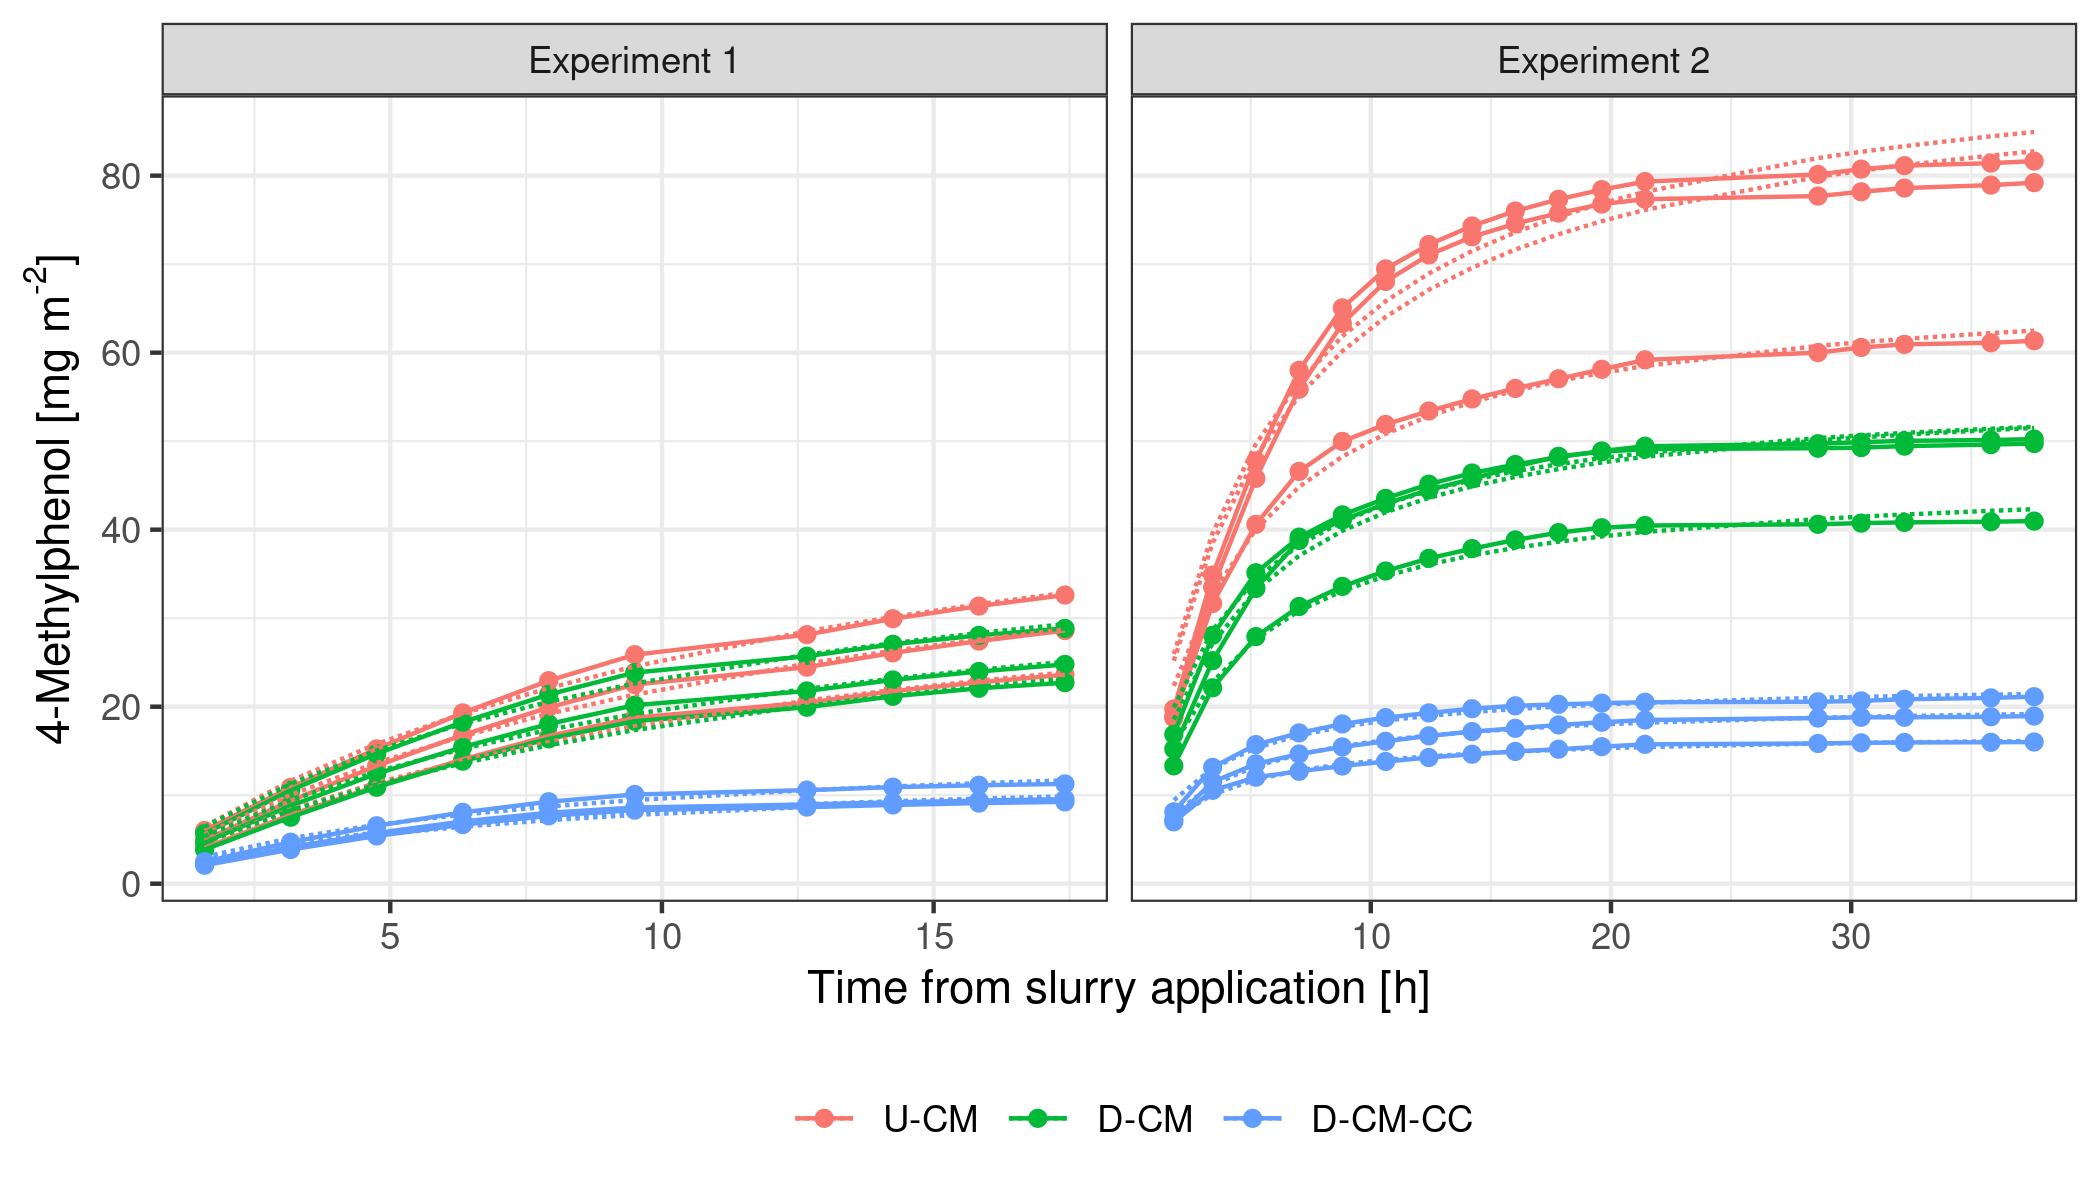 Experiment 1
Experiment 2
4-Methylphenol [mg m-2]
80
60
40
20
0
5
10
15
10
20
30
Time from slurry application [h]
U-CM
D-CM
D-CM-CC